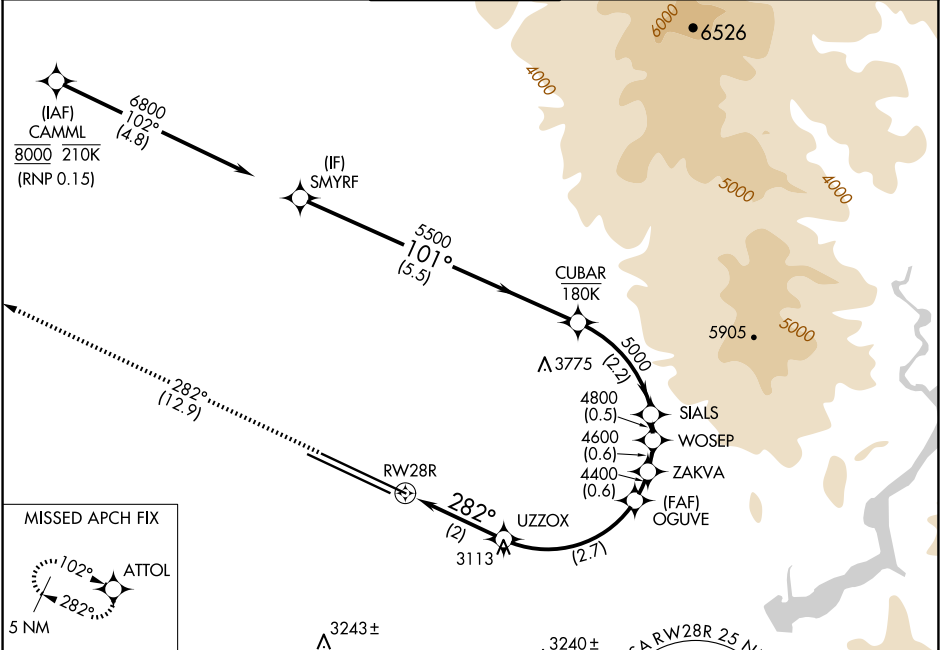 6000
6526
4000
(IAF)
CAMML
8000 210K
(RNP 0.15)
6800
102°
(4.8)
(IF)
SMYRF
5000
4000
5500
101°
(5.5)
CUBAR
180K
5905
5000
3775
5000
(2.2)
282°
(12.9)
4800
(0.5)
SIALS
4600
(0.6)
WOSEP
4400
(0.6)
ZAKVA
(FAF)
OGUVE
RW28R
282°
(2)
UZZOX
3113
(2.7)
MISSED APCH FIX
102°
ATTOL
282°
5 NM
3243±
3240±
RW28R 25